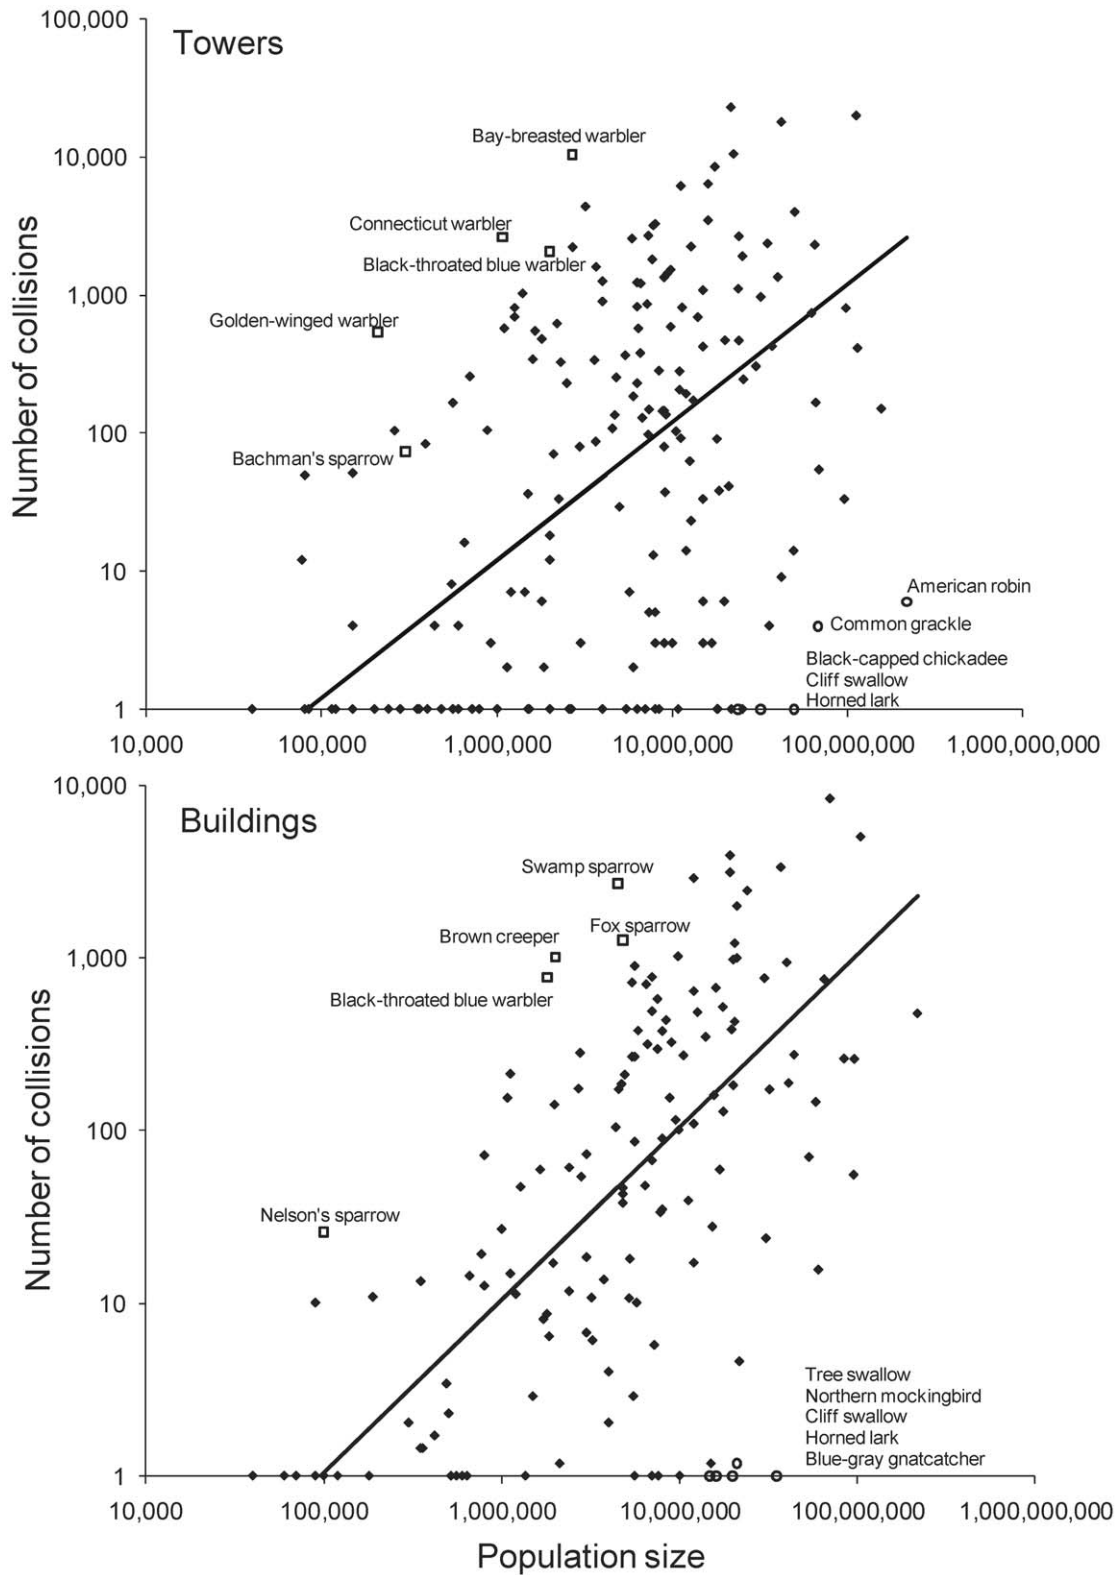 100,000
Towers
Bay-breasted warbler
10,000
Connecticut warbler
Black-throated blue warbler
1,000
Golden-winged warbler
Number of collisions
100
Bachman's sparrow
10
American robin
Common grackle
Black-capped chickadee
Cliff swallow
Horned lark
1
10,000 100,000 1,000,000 10,000,000 100,000,000 1,000,000,000
10,000
Buildings
Swamp sparrow
Fox sparrow
Brown creeper
1,000
Black-throated blue warbler
Number of collisions
100
Nelson's sparrow
10
Tree swallow
Northern mockingbird
Cliff swallow
Horned lark
Blue-gray gnatcatcher
1
10,000 100,000 1,000,000 10,000,000 100,000,000 1,000,000,000
Population size